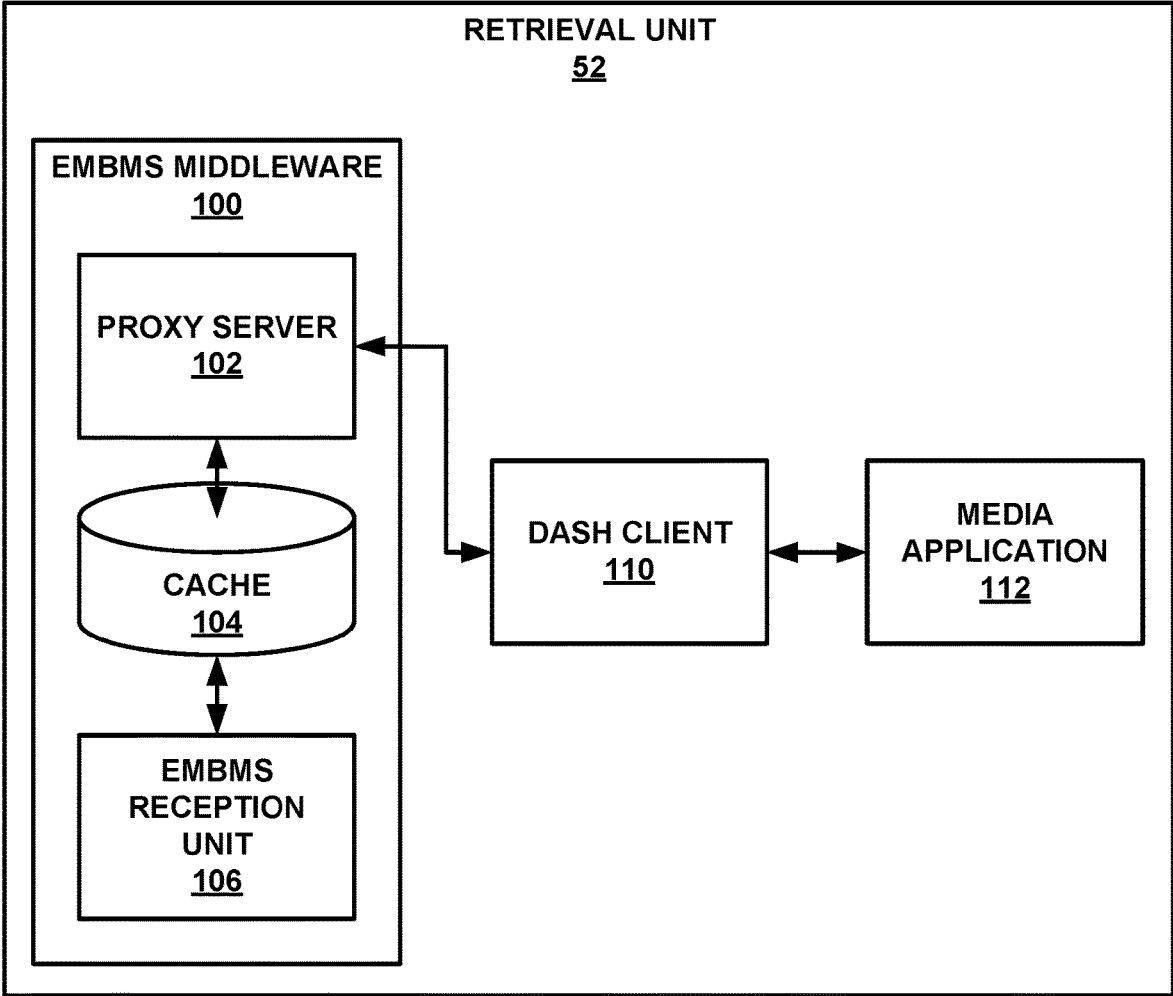 RETRIEVAL UNIT
52
EMBMS MIDDLEWARE
100
PROXY SERVER
102
CACHE
104
EMBMS
RECEPTION
UNIT
106
DASH CLIENT
110
MEDIA
APPLICATION
112